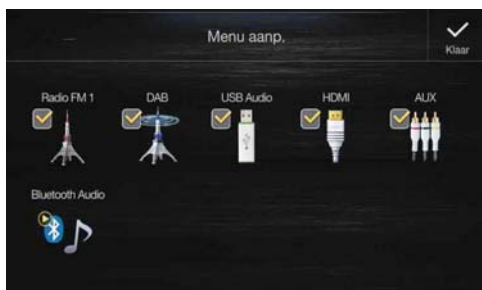 Menu aanp.
Klaar
Radio FM 1
DAB
USB Audio
HDMI
AUX
Bluetooth Audio